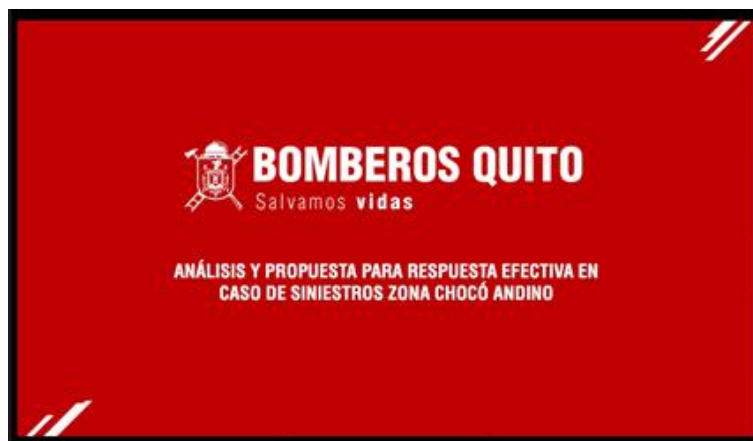 BOMBEROS QUITO
Salvamos vidas
ANÁLISIS Y PROPUESTA PARA RESPUESTA EFECTIVA EN
CASO DE SINIESTROS ZONA CHOCÓ ANDINO